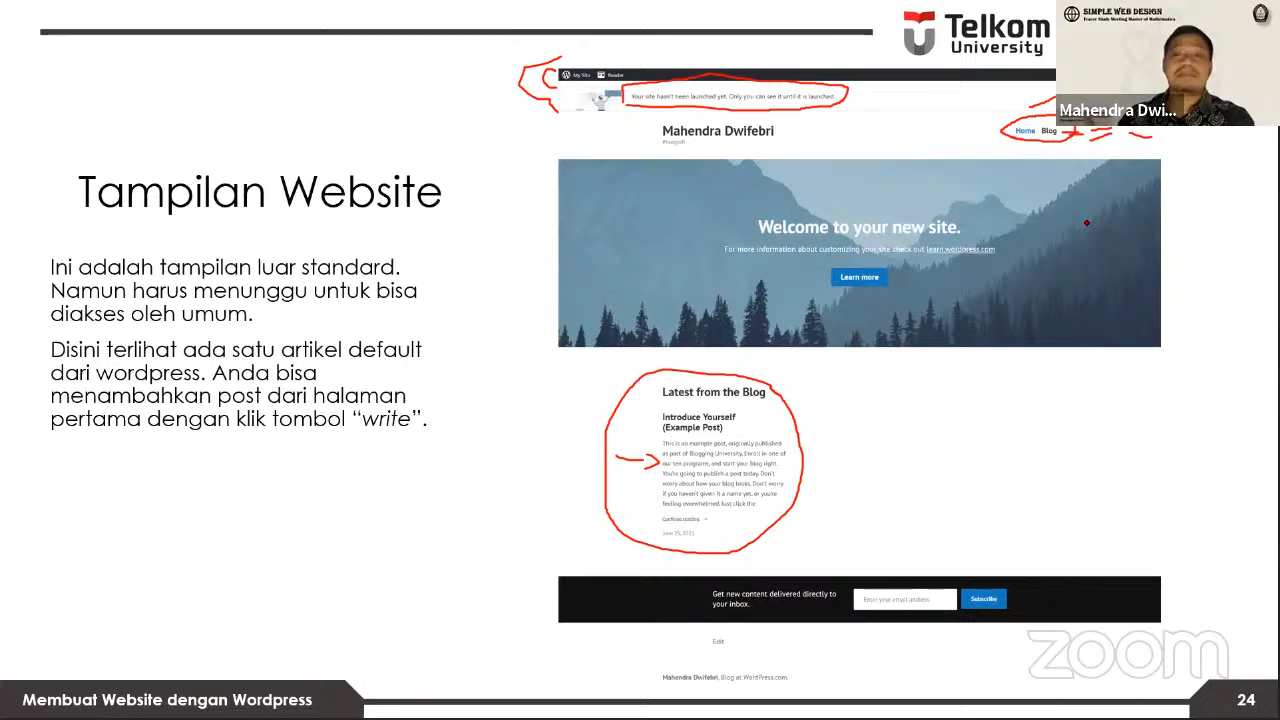 Telkom
University
SIMPLE WEB DESIGN
Tracer Study Meeting Master of Mathematics
Mahendra Dwi...
My Site Reader
Your site hasn't been launched yet. Only you can see it until it is launched.
Mahendra Dwifebri
Home Blog
Tampilan Website
Ini adalah tampilan luar standard.
Namun harus menunggu untuk bisa
diakses oleh umum.
Disini terlihat ada satu artikel default
dari wordpress. Anda bisa
menambahkan post dari halaman
pertama dengan klik tombol “write”.
Welcome to your new site.
For more information about customizing your site check out learn.wordpress.com
Learn more
Latest from the Blog
Introduce Yourself
(Example Post)
This is an example post, originally published
as part of Blogging University. Enroll in one of
our ten programs, and start your blog right.
You're going to publish a post today. Don't
worry about how your blog looks. Don't worry
if you haven't given it a name yet, or you're
feeling overwhelmed. Just click the
Continue reading →
Get new content delivered directly to
your inbox.
Enter your email address
Subscribe
Edit
Mahendra Dwifebri, Blog at WordPress.com.
zoom
Membuat Website dengan Wordpress
24